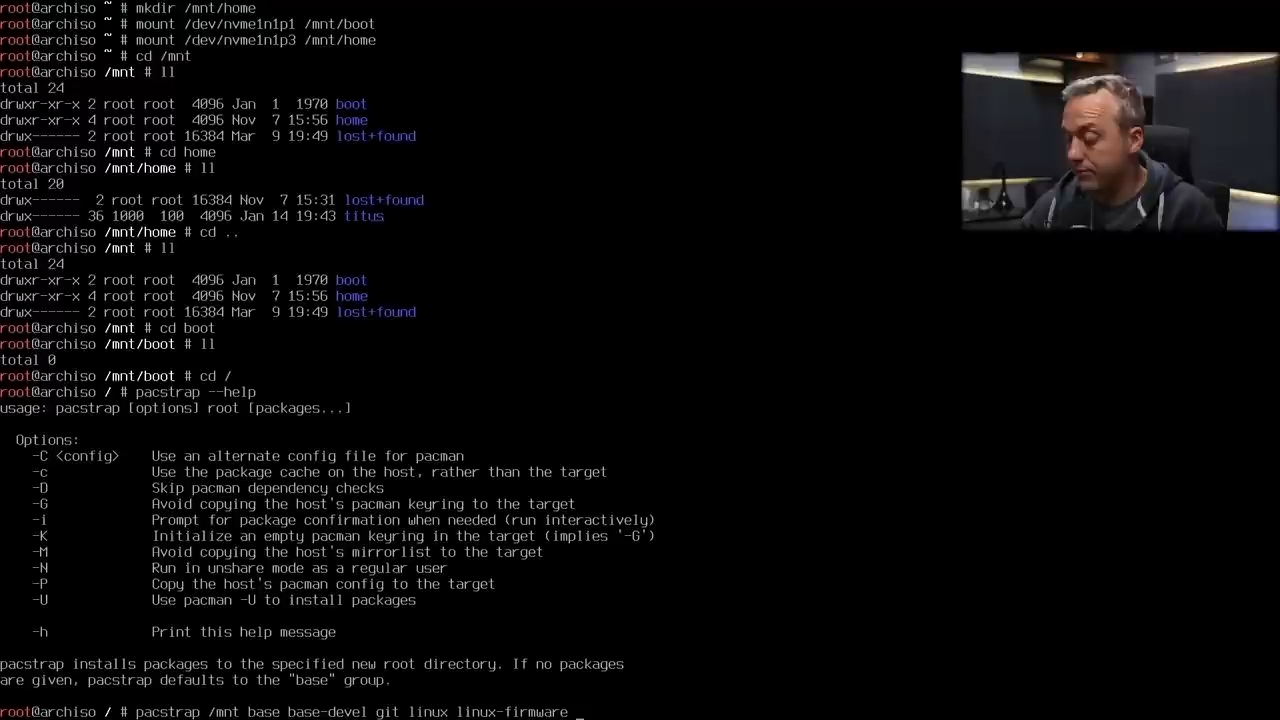 root@archiso ~ # mkdir /mnt/home
root@archiso ~ # mount /dev/nvme1n1p1 /mnt/boot
root@archiso ~ # mount /dev/nvme1n1p3 /mnt/home
root@archiso ~ # cd /mnt
root@archiso /mnt # ll
total 24
drwxr-xr-x 2 root root  4096 Jan  1  1970 boot
drwxr-xr-x 4 root root  4096 Nov  7 15:56 home
drwx------ 2 root root 16384 Mar  9 19:49 lost+found
root@archiso /mnt # cd home
root@archiso /mnt/home # ll
total 20
drwx------  2 root root 16384 Nov  7 15:31 lost+found
drwx------ 36 1000  100  4096 Jan 14 19:43 titus
root@archiso /mnt/home # cd ..
root@archiso /mnt # ll
total 24
drwxr-xr-x 2 root root  4096 Jan  1  1970 boot
drwxr-xr-x 4 root root  4096 Nov  7 15:56 home
drwx------ 2 root root 16384 Mar  9 19:49 lost+found
root@archiso /mnt # cd boot
root@archiso /mnt/boot # ll
total 0
root@archiso /mnt/boot # cd /
root@archiso / # pacstrap --help
usage: pacstrap [options] root [packages...]
  Options:
    -C <config>    Use an alternate config file for pacman
    -c             Use the package cache on the host, rather than the target
    -D             Skip pacman dependency checks
    -G             Avoid copying the host's pacman keyring to the target
    -i             Prompt for package confirmation when needed (run interactively)
    -K             Initialize an empty pacman keyring in the target (implies '-G')
    -M             Avoid copying the host's mirrorlist to the target
    -N             Run in unshare mode as a regular user
    -P             Copy the host's pacman config to the target
    -U             Use pacman -U to install packages
    -h             Print this help message
pacstrap installs packages to the specified new root directory. If no packages
are given, pacstrap defaults to the "base" group.
root@archiso / # pacstrap /mnt base base-devel git linux linux-firmware _